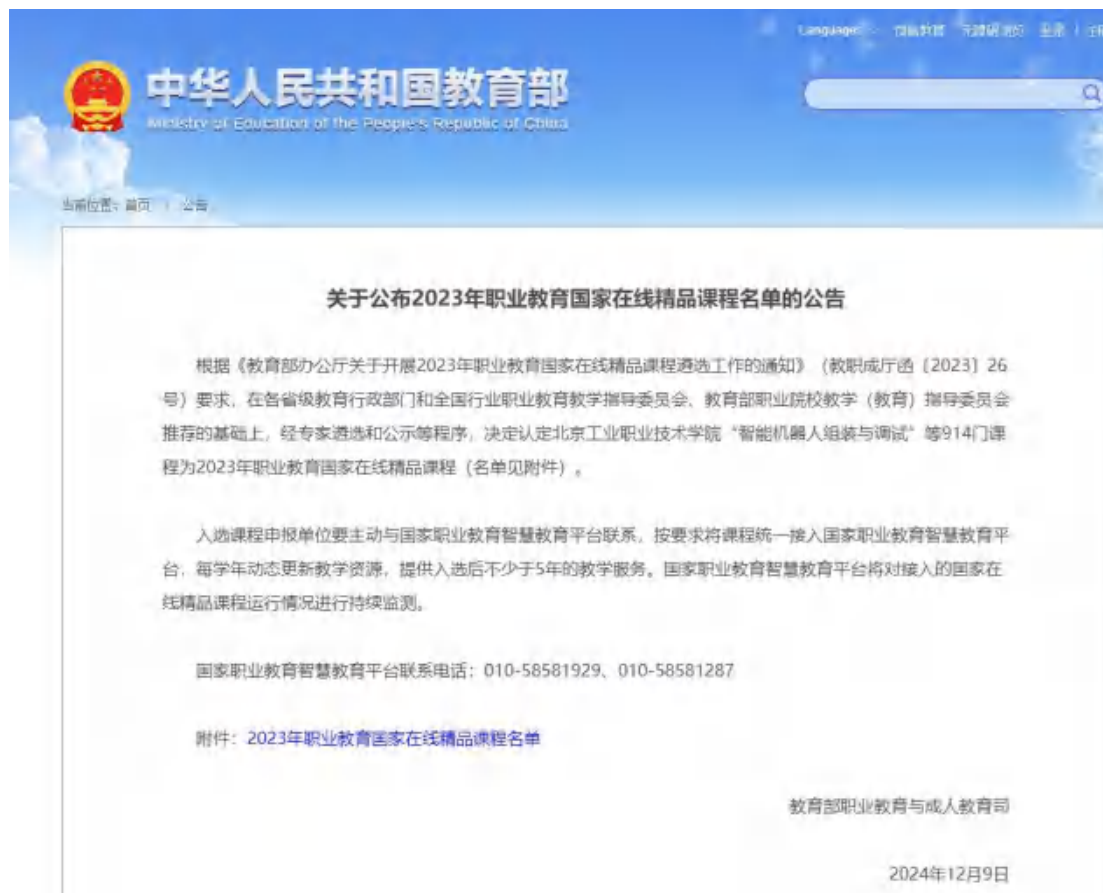 Languages
无障碍浏览
登录
中华人民共和国教育部
Ministry of Education of the People's Republic of China
当前位置：首页 > 公告
关于公布2023年职业教育国家在线精品课程名单的公告
根据《教育部办公厅关于开展2023年职业教育国家在线精品课程遴选工作的通知》（教职成厅函〔2023〕26
号）要求，在各省级教育行政部门和全国行业职业教育教学指导委员会、教育部职业院校教学（教育）指导委员会
推荐的基础上，经专家遴选和公示等程序，决定认定北京工业职业技术学院“智能机器人组装与调试”等914门课
程为2023年职业教育国家在线精品课程（名单见附件）。
入选课程申报单位要主动与国家职业教育智慧教育平台联系，按要求将课程统一接入国家职业教育智慧教育平
台，每学年动态更新教学资源，提供入选后不少于5年的教学服务。国家职业教育智慧教育平台将对接入的国家在
线精品课程运行情况进行持续监测。
国家职业教育智慧教育平台联系电话：010-58581929、010-58581287
附件：2023年职业教育国家在线精品课程名单
教育部职业教育与成人教育司
2024年12月9日